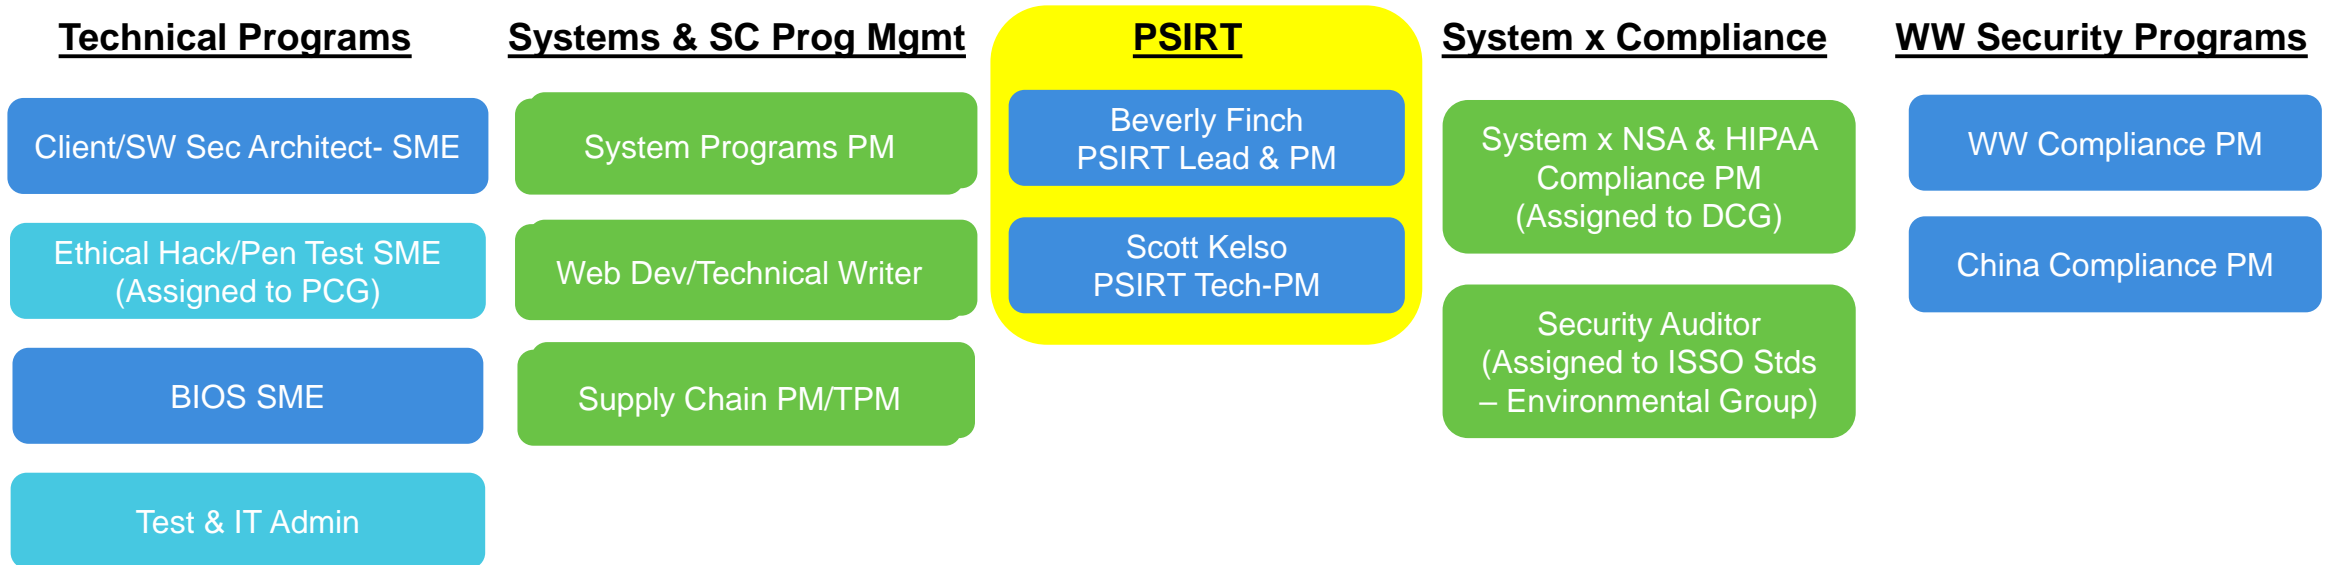 Technical Programs
Client/SW Sec Architect- SME
Ethical Hack/Pen Test SME
(Assigned to PCG)
BIOS SME
Test & IT Admin
Systems & SC Prog Mgmt
System Programs PM
Web Dev/Technical Writer
Supply Chain PM/TPM
PSIRT
Beverly Finch
PSIRT Lead & PM
Scott Kelso
PSIRT Tech-PM
System x Compliance
System x NSA & HIPAA
Compliance PM
(Assigned to DCG)
Security Auditor
(Assigned to ISSO Stds
– Environmental Group)
WW Security Programs
WW Compliance PM
China Compliance PM